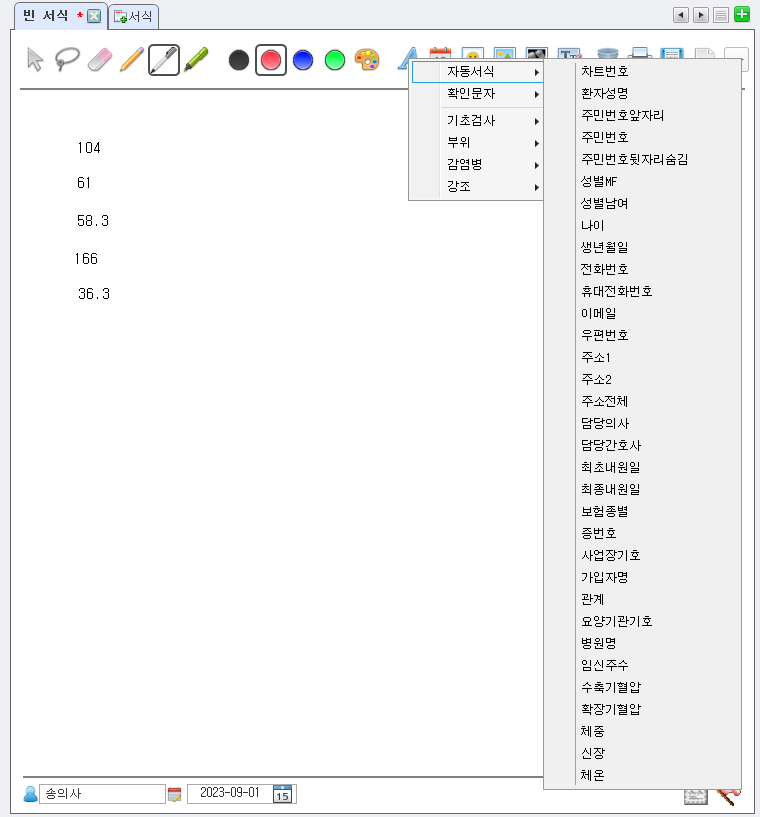 빈 서식 *
서식
104
61
58.3
166
36.3
자동서식
확인문자
기초검사
부위
감염병
강조
차트번호
환자성명
주민번호앞자리
주민번호
주민번호뒷자리숨김
성별MF
성별남여
나이
생년월일
전화번호
휴대전화번호
이메일
우편번호
주소1
주소2
주소전체
담당의사
담당간호사
최초내원일
최종내원일
보험종별
증번호
사업장기호
가입자명
관계
요양기관기호
병원명
임신주수
수축기혈압
확장기혈압
체중
신장
체온
송의사
2023-09-01
15